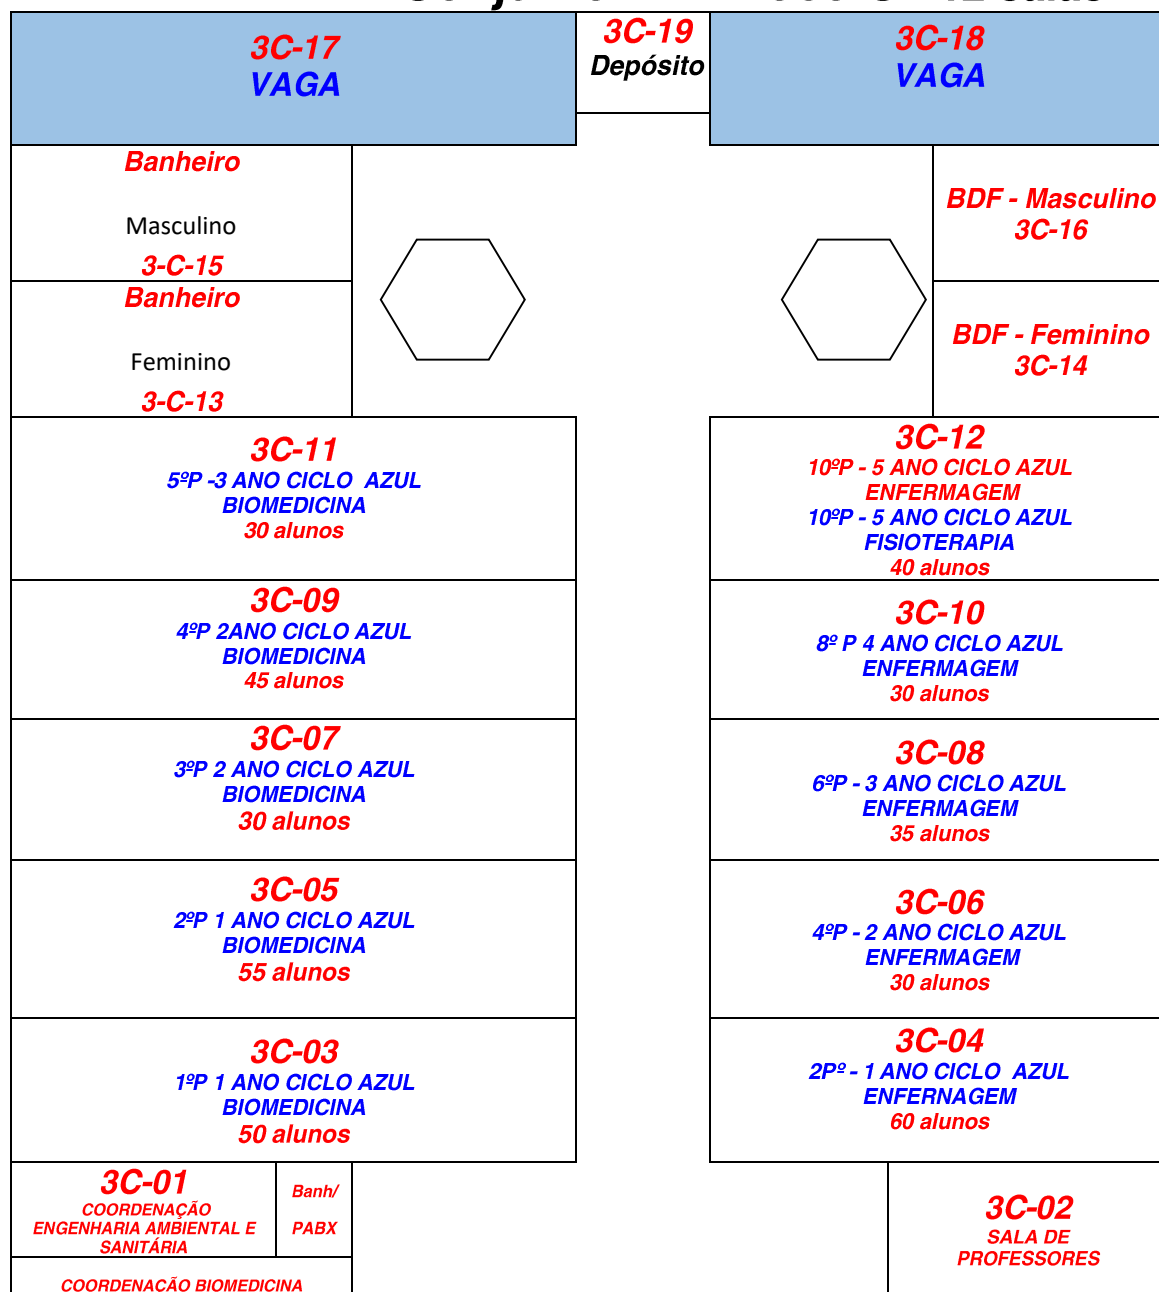 12 salas
3C-17
VAGA
3C-19
Depósito
3C-18
VAGA
Banheiro
Masculino
3-C-15
BDF - Masculino
3C-16
Banheiro
Feminino
3-C-13
BDF - Feminino
3C-14
3C-11
5ºP -3 ANO CICLO  AZUL
BIOMEDICINA
30 alunos
3C-12
10ºP - 5 ANO CICLO AZUL
ENFERMAGEM
10ºP - 5 ANO CICLO AZUL
FISIOTERAPIA
40 alunos
3C-09
4ºP 2ANO CICLO AZUL
BIOMEDICINA
45 alunos
3C-10
8º P 4 ANO CICLO AZUL
ENFERMAGEM
30 alunos
3C-07
3ºP 2 ANO CICLO AZUL
BIOMEDICINA
30 alunos
3C-08
6ºP - 3 ANO CICLO AZUL
ENFERMAGEM
35 alunos
3C-05
2ºP 1 ANO CICLO AZUL
BIOMEDICINA
55 alunos
3C-06
4ºP - 2 ANO CICLO AZUL
ENFERMAGEM
30 alunos
3C-03
1ºP 1 ANO CICLO AZUL
BIOMEDICINA
50 alunos
3C-04
2Pº - 1 ANO CICLO  AZUL
ENFERNAGEM
60 alunos
3C-01
COORDENAÇÃO
ENGENHARIA AMBIENTAL E
SANITÁRIA
Banh/
PABX
3C-02
SALA DE
PROFESSORES
COORDENACÃO BIOMEDICINA